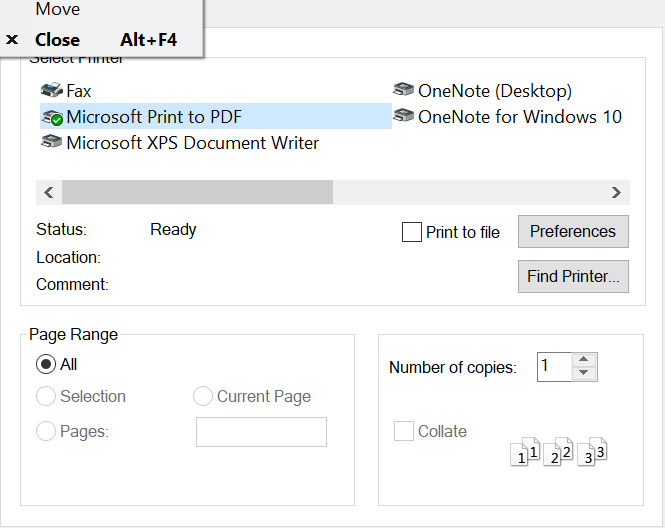 Move
Close Alt+F4
Select Printer
Fax
Microsoft Print to PDF
Microsoft XPS Document Writer
OneNote (Desktop)
OneNote for Windows 10
Status: Ready
Location:
Comment:
Print to file
Preferences
Find Printer...
Page Range
All
Selection
Current Page
Pages:
Number of copies: 1
Collate
1 1 2 2 3 3